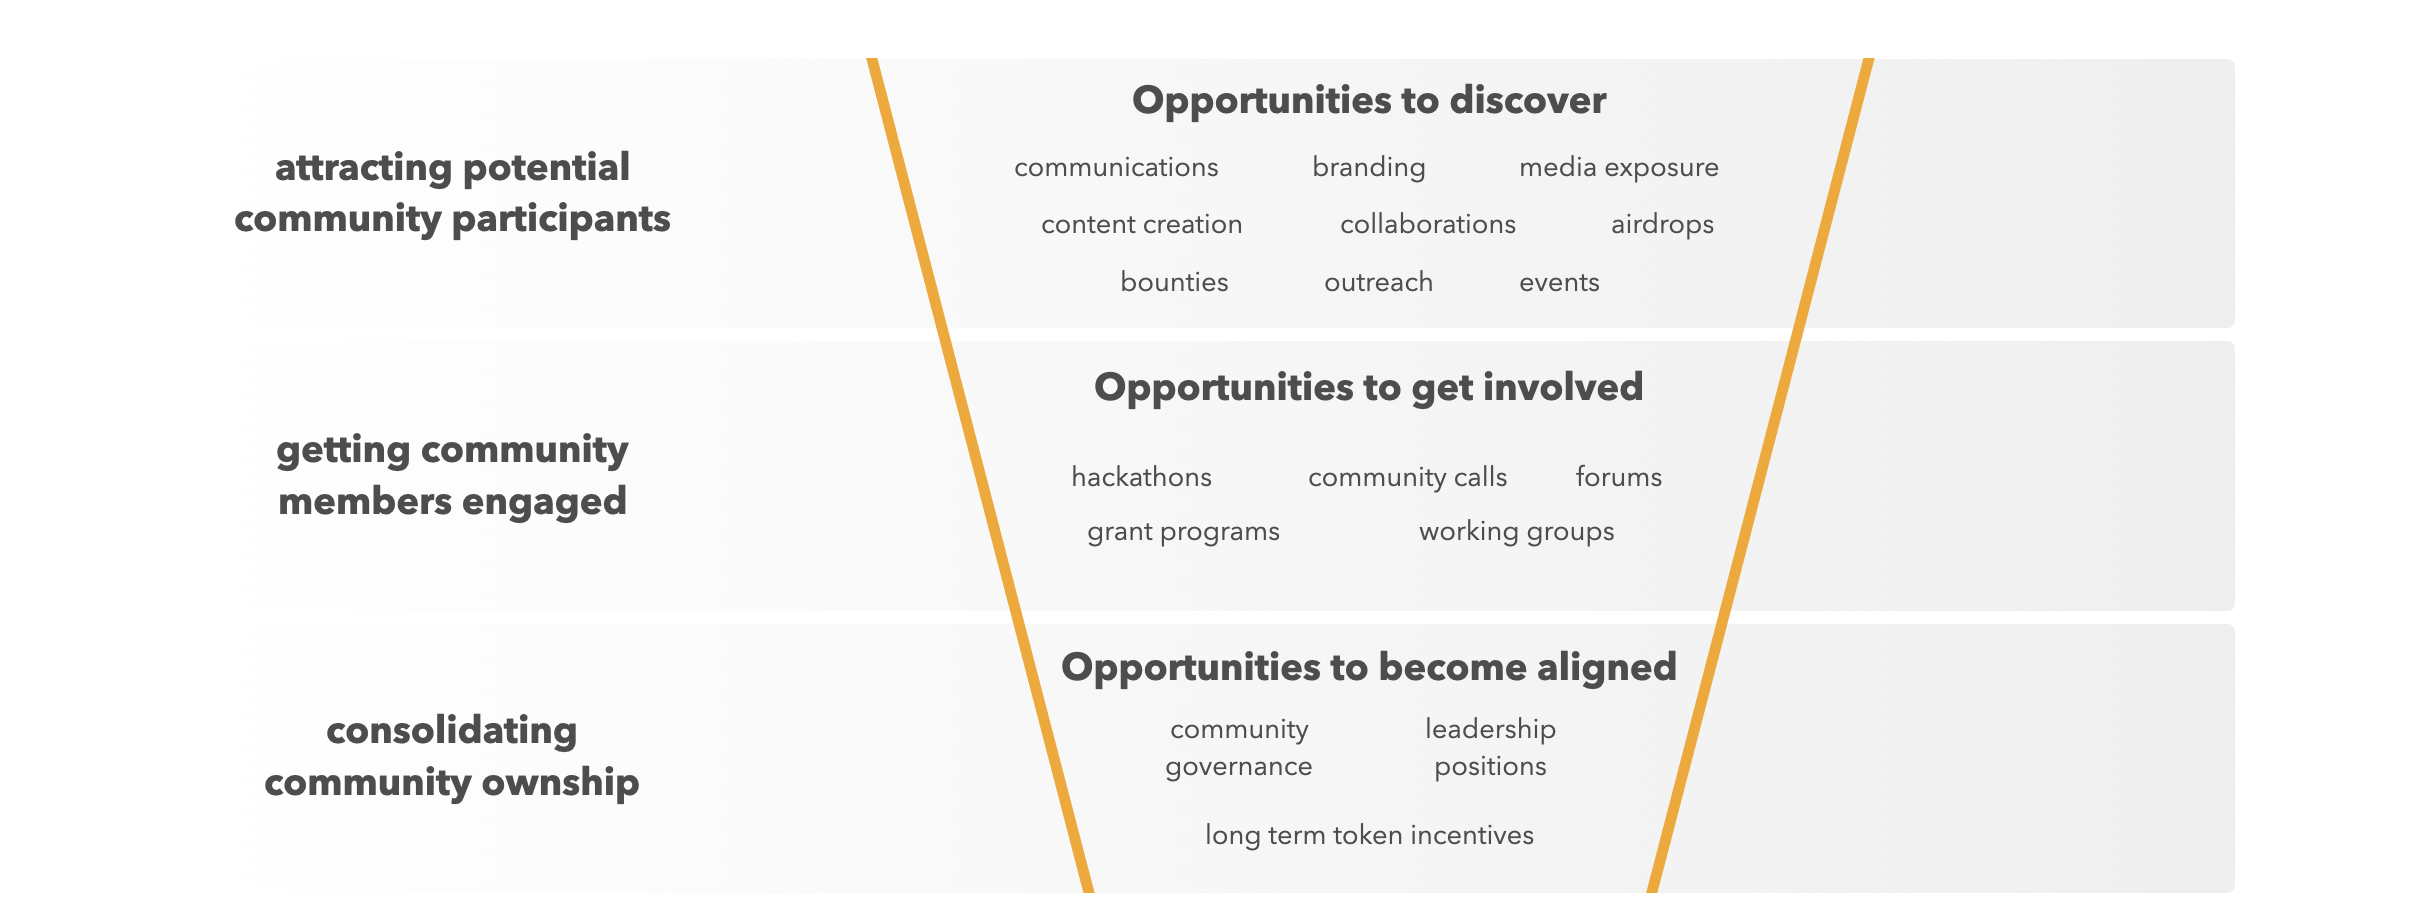 attracting potential
community participants
Opportunities to discover
communications branding media exposure
content creation collaborations airdrops
bounties outreach events
getting community
members engaged
Opportunities to get involved
hackathons community calls forums
grant programs working groups
consolidating
community ownship
Opportunities to become aligned
community
governance
leadership
positions
long term token incentives